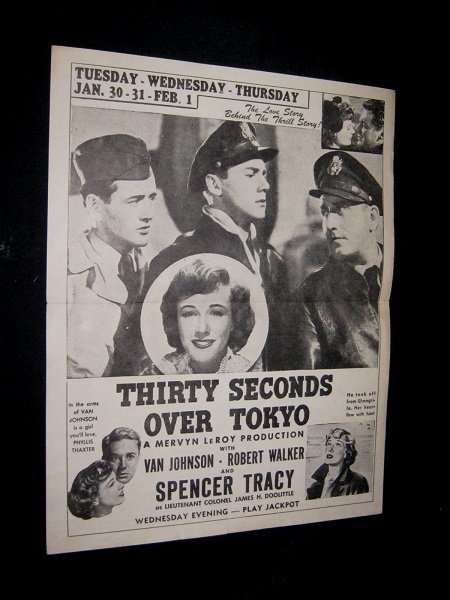 TUESDAY - WEDNESDAY - THURSDAY
JAN. 30-31-FEB. 1
The Love Story
Behind The Thrill Story!
THIRTY SECONDS
OVER TOKYO
A MERVYN LeROY PRODUCTION
WITH
VAN JOHNSON · ROBERT WALKER
AND
SPENCER TRACY
as LIEUTENANT COLONEL JAMES H. DOOLITTLE
WEDNESDAY EVENING — PLAY JACKPOT
In the arms
of VAN
JOHNSON
is a girl
you'll love,
PHYLLIS
THAXTER
He took off
from Shangri-
la. Her heart
flew with him!